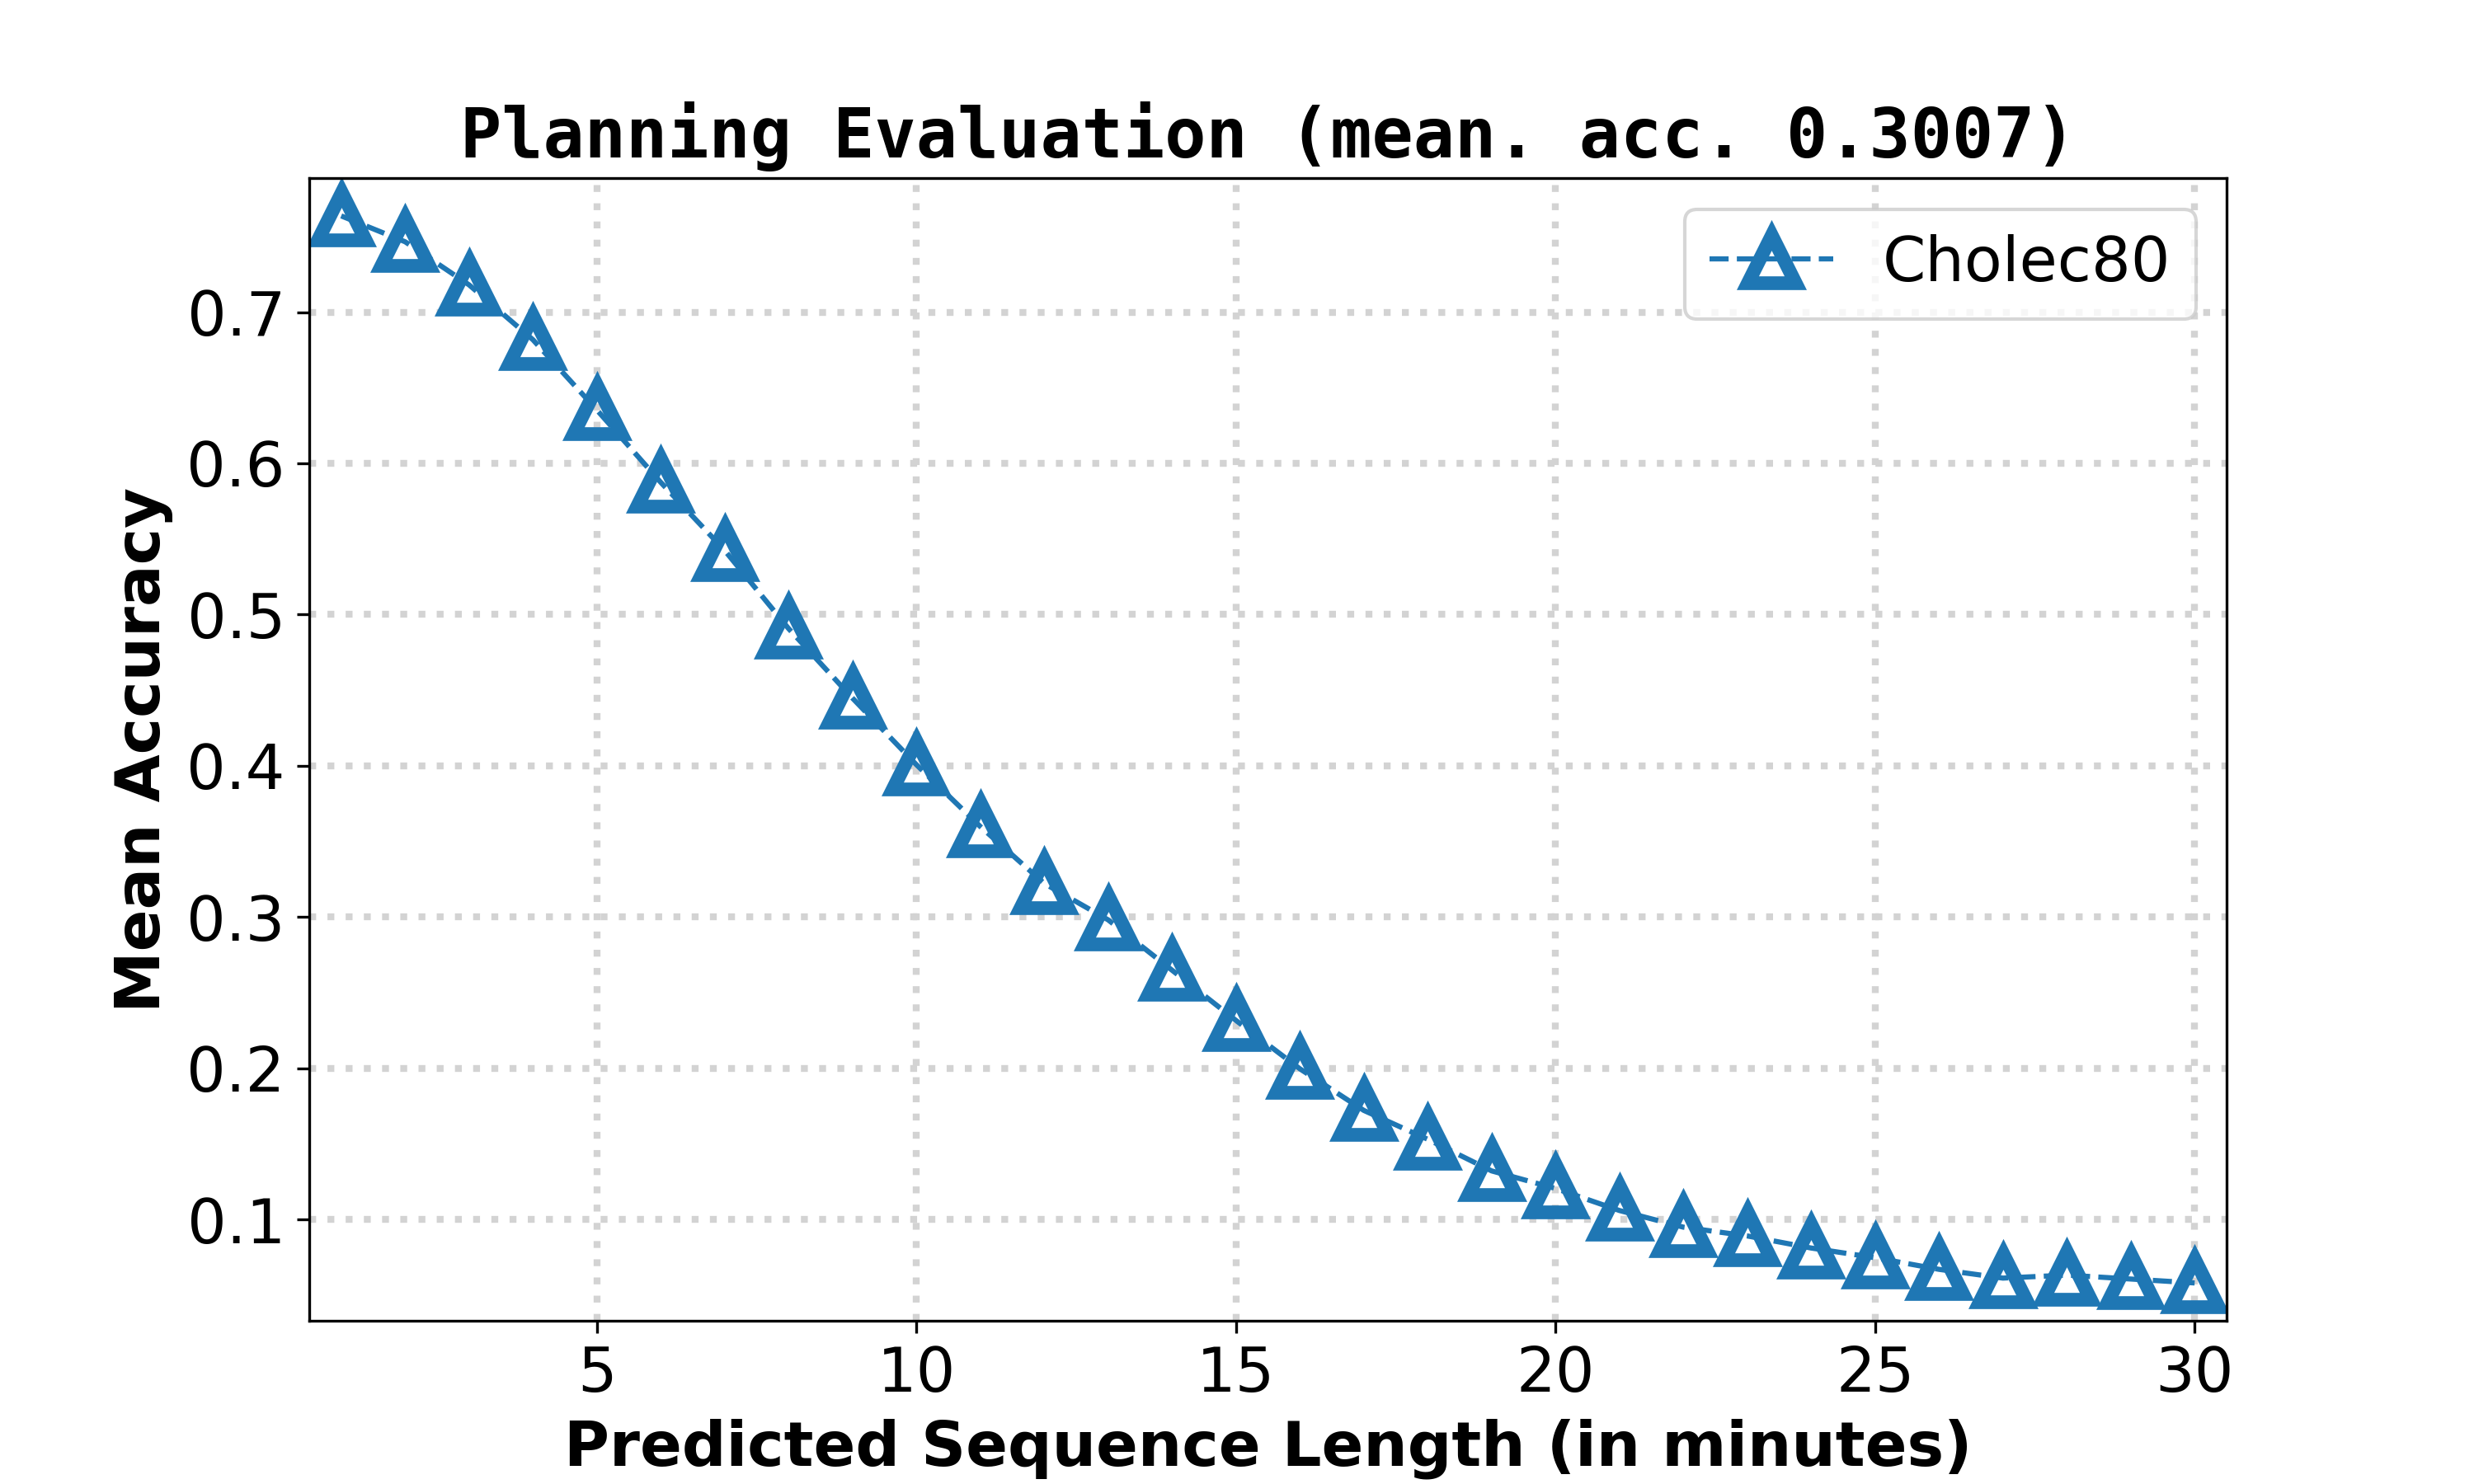 Planning Evaluation (mean. acc. 0.3007)
Cholec80
Mean Accuracy
0.7
0.6
0.5
0.4
0.3
0.2
0.1
5 10 15 20 25 30
Predicted Sequence Length (in minutes)